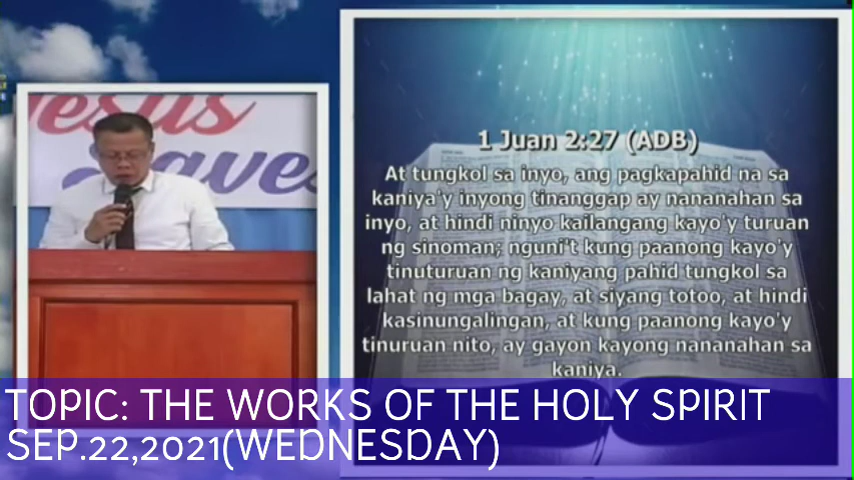 Jesus
Saves
1 Juan 2:27 (ADB)
At tungkol sa inyo, ang pagkapahid na sa
kaniya'y inyong tinanggap ay nananahan sa
inyo, at hindi ninyo kailangang kayo'y turuan
ng sinoman; nguni't kung paanong kayo'y
tinuturuan ng kaniyang pahid tungkol sa
lahat ng mga bagay, at siyang totoo, at hindi
kasinungalingan, at kung paanong kayo'y
tinuruan nito, ay gayon kayong nananahan sa
kaniya.
TOPIC: THE WORKS OF THE HOLY SPIRIT
SEP.22,2021(WEDNESDAY)